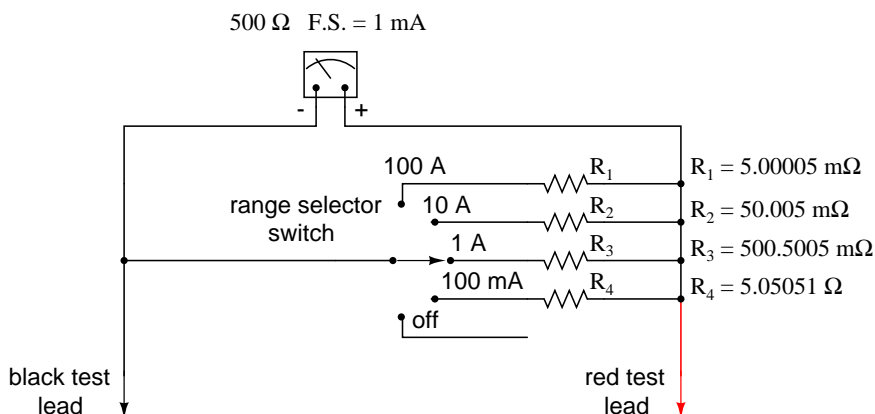 500 Ω F.S. = 1 mA
- +
100 A R₁ R₁ = 5.00005 mΩ
range selector 10 A R₂ R₂ = 50.005 mΩ
switch 1 A R₃ R₃ = 500.5005 mΩ
100 mA R₄ R₄ = 5.05051 Ω
off
black test red test
lead lead